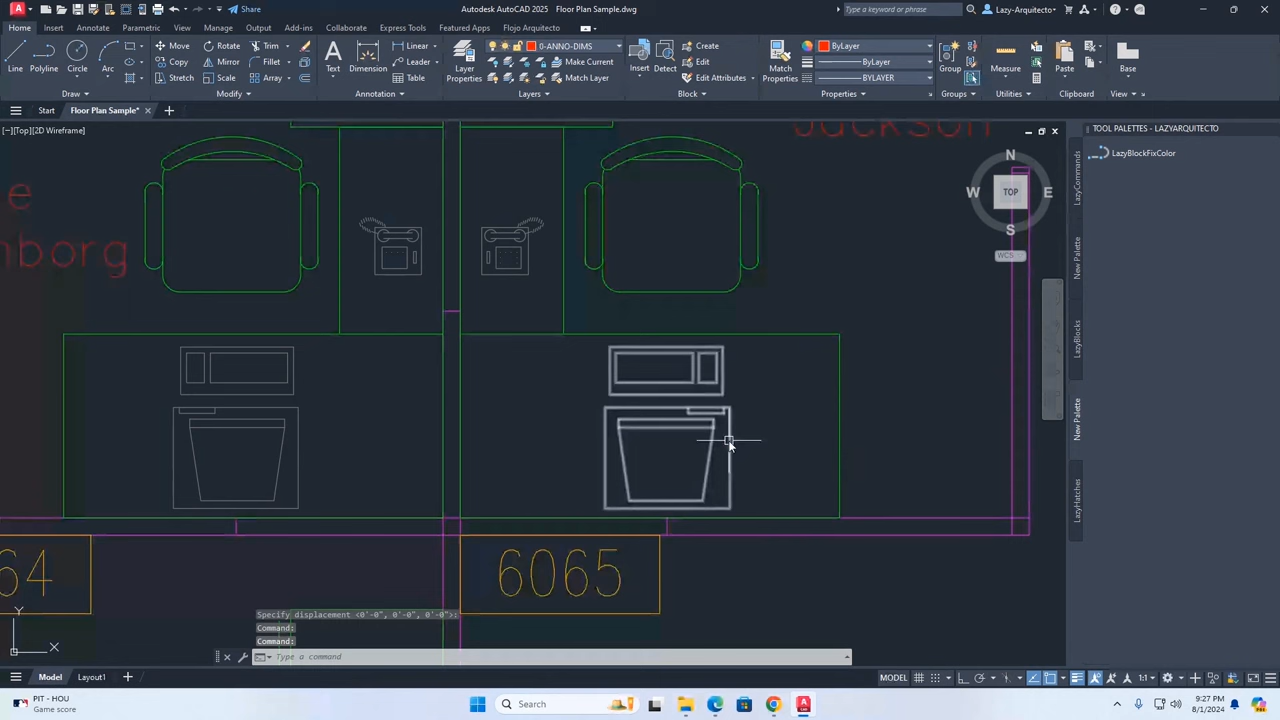 Share
Autodesk AutoCAD 2025 Floor Plan Sample.dwg
Type a keyword or phrase
Lazy-Arquitecto
Home Insert Annotate Parametric View Manage Output Add-ins Collaborate Express Tools Featured Apps Flojo Arquitecto
Line Polyline Circle Arc
Move Rotate Trim
Copy Mirror Fillet
Stretch Scale Array
Text Dimension
Linear
Leader
Table
Layer
Properties
0-ANNO-DIMS
Make Current
Match Layer
Insert Detect
Create
Edit
Edit Attributes
Match
Properties
ByLayer
ByLayer
BYLAYER
Group
Measure
Paste
Base
Draw Modify Annotation Layers Block Properties Groups Utilities Clipboard View
Start Floor Plan Sample*
[−][Top][2D Wireframe]
TOOL PALETTES - LAZYARQUITECTO
LazyBlockFixColor
LazyCommands
New Palette
LazyBlocks
New Palette
LazyHatches
Jackson
N
W TOP E
S
WCS
e
nborg
64
6065
Y
X
Specify displacement <0'-0", 0'-0", 0'-0">:
Command:
Command:
Type a command
Model Layout1
MODEL
1:1
PIT - HOU
Game score
Search
9:27 PM
8/1/2024